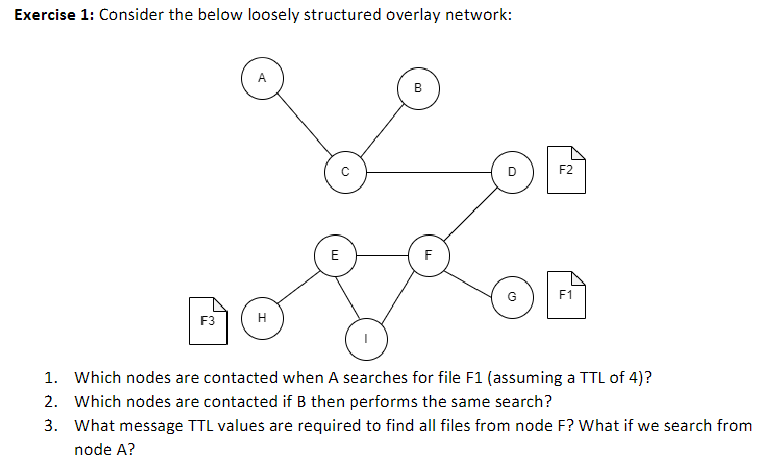 Exercise 1: Consider the below loosely structured overlay network:
A
B
C
D
F2
E
F
G
F1
F3
H
I
1. Which nodes are contacted when A searches for file F1 (assuming a TTL of 4)?
2. Which nodes are contacted if B then performs the same search?
3. What message TTL values are required to find all files from node F? What if we search from
node A?